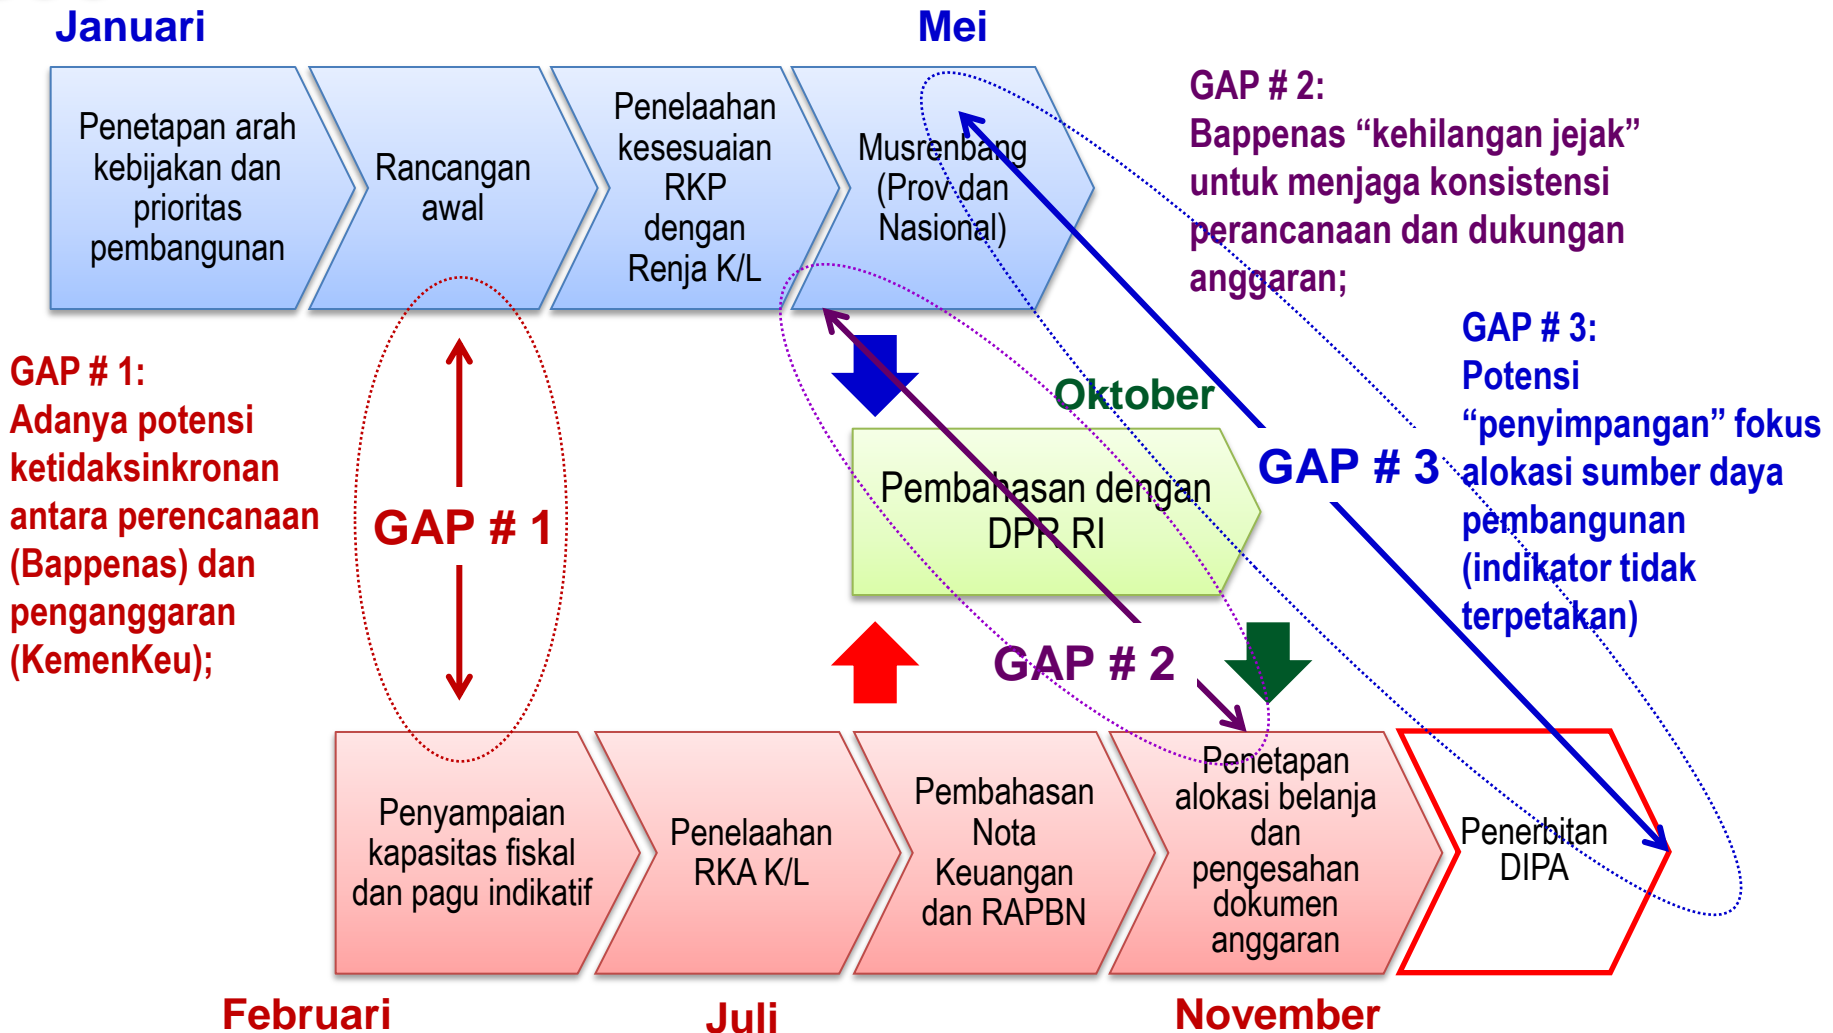 Januari
Mei
Penetapan arah
kebijakan dan
prioritas
pembangunan
Rancangan
awal
Penelaahan
kesesuaian
RKP
dengan
Renja K/L
Musrenbang
(Prov dan
Nasional)
GAP # 2:
Bappenas “kehilangan jejak”
untuk menjaga konsistensi
perancanaan dan dukungan
anggaran;
GAP # 3:
Potensi
“penyimpangan” fokus
alokasi sumber daya
pembangunan
(indikator tidak
terpetakan)
GAP # 1:
Adanya potensi
ketidaksinkronan
antara perencanaan
(Bappenas) dan
penganggaran
(KemenKeu);
GAP # 1
Oktober
Pembahasan dengan
DPR RI
GAP # 3
GAP # 2
Penyampaian
kapasitas fiskal
dan pagu indikatif
Penelaahan
RKA K/L
Pembahasan
Nota
Keuangan
dan RAPBN
Penetapan
alokasi belanja
dan
pengesahan
dokumen
anggaran
Penerbitan
DIPA
Februari
Juli
November